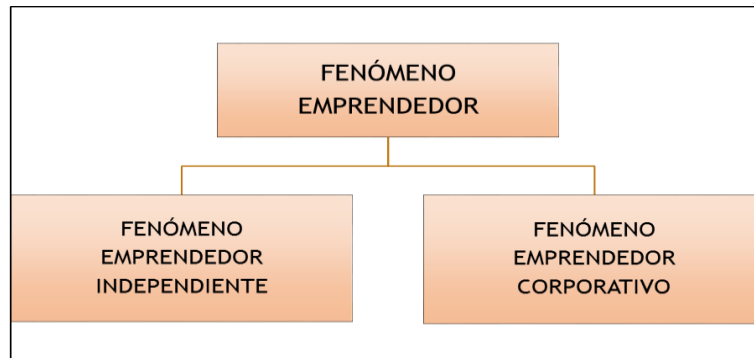 FENÓMENO
EMPRENDEDOR
FENÓMENO
EMPRENDEDOR
INDEPENDIENTE
FENÓMENO
EMPRENDEDOR
CORPORATIVO